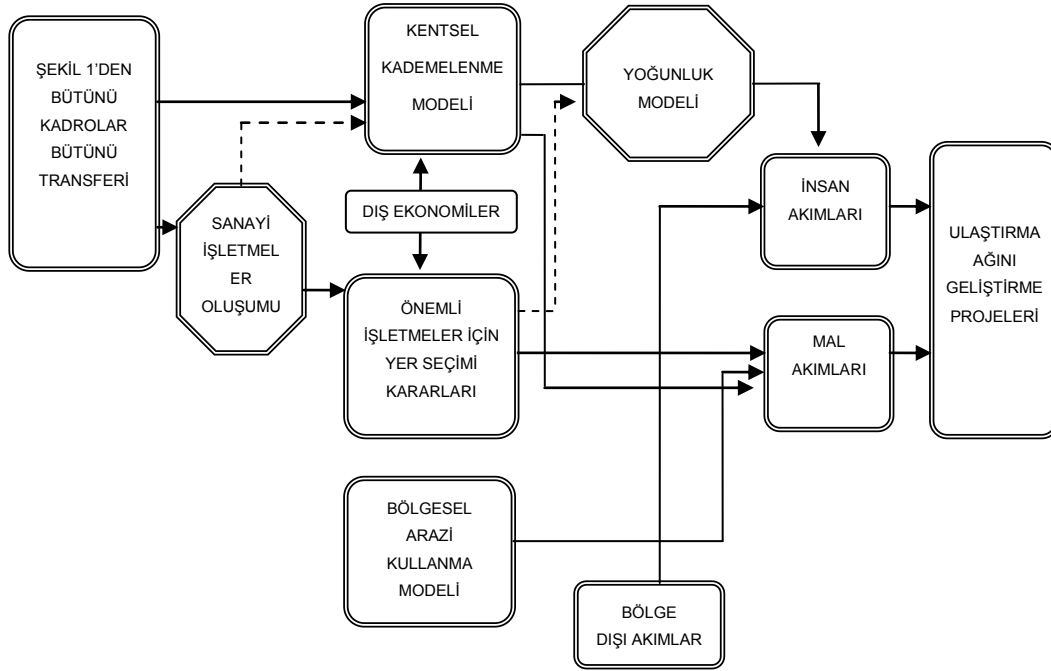 ŞEKİL 1'DEN
BÜTÜNÜ
KADROLAR
BÜTÜNÜ
TRANSFERİ
SANAYİ
İŞLETMEL
ER
OLUŞUMU
KENTSEL
KADEMELENME
MODELİ
DIŞ EKONOMİLER
ÖNEMLİ
İŞLETMELER İÇİN
YER SEÇİMİ
KARARLARI
BÖLGESEL
ARAZİ
KULLANMA
MODELİ
YOĞUNLUK
MODELİ
BÖLGE
DIŞI AKIMLAR
İNSAN
AKIMLARI
MAL
AKIMLARI
ULAŞTIRMA
AĞINI
GELİŞTİRME
PROJELERİ